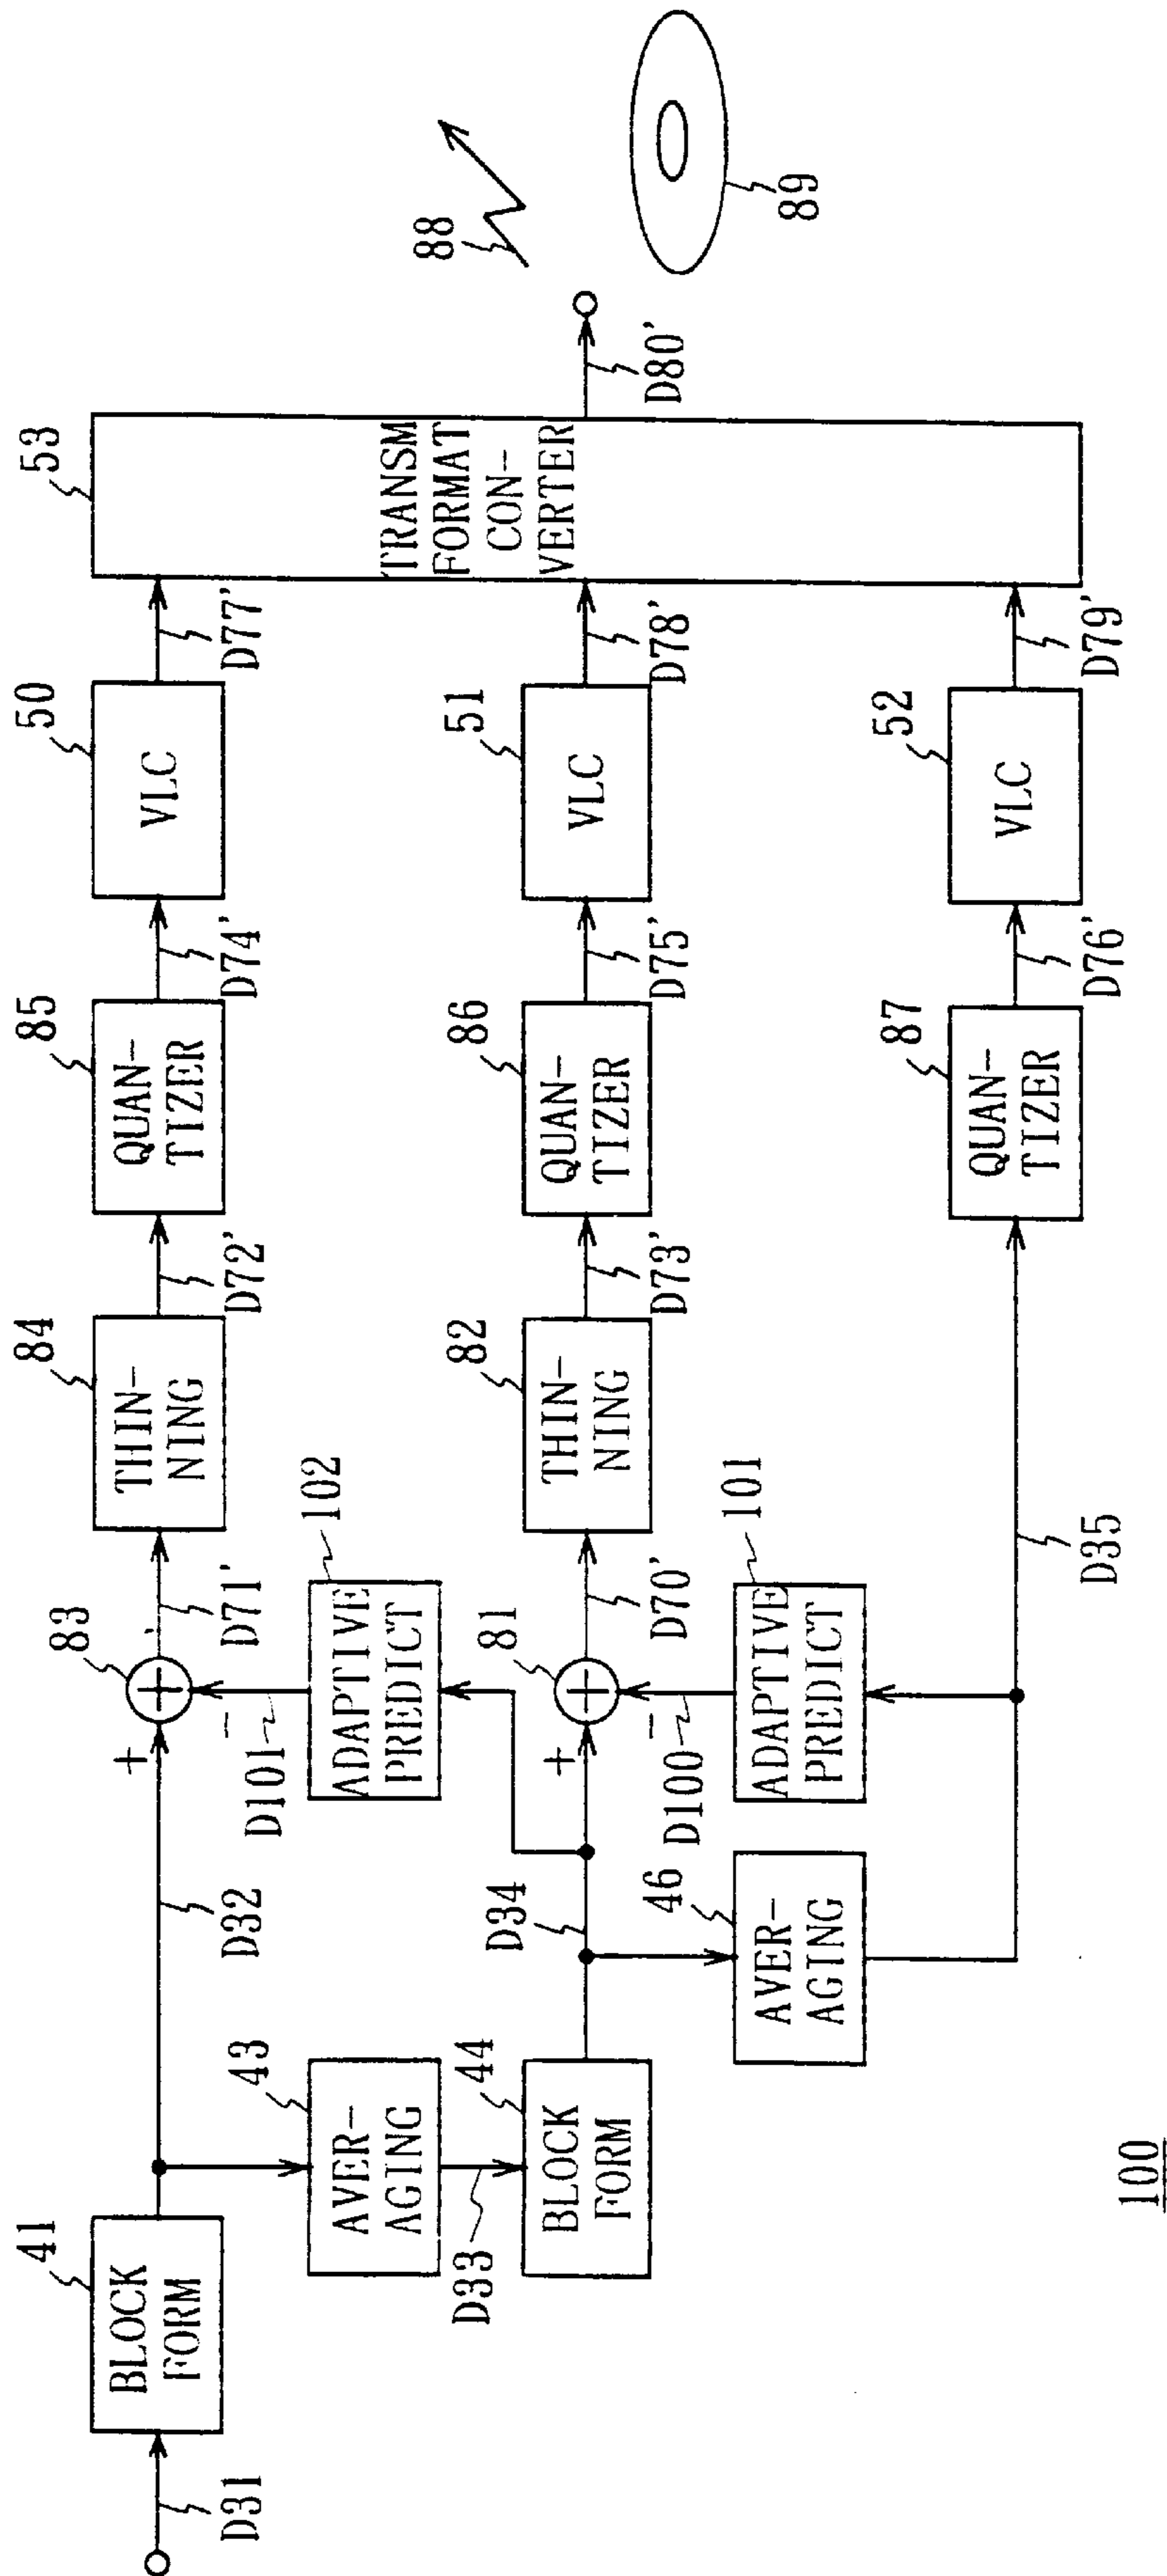 D31
41
BLOCK
FORM
D32
+
83
−
D71'
84
THIN-
NING
D72'
85
QUAN-
TIZER
D74'
50
VLC
D77'
53
TRANSM
FORMAT
CON-
VERTER
43
AVER-
AGING
D33
D101
102
ADAPTIVE
PREDICT
44
BLOCK
FORM
D34
+
81
−
D70'
82
THIN-
NING
D73'
86
QUAN-
TIZER
D75'
51
VLC
D78'
D80'
88
89
46
AVER-
AGING
D100
101
ADAPTIVE
PREDICT
D35
87
QUAN-
TIZER
D76'
52
VLC
D79'
100